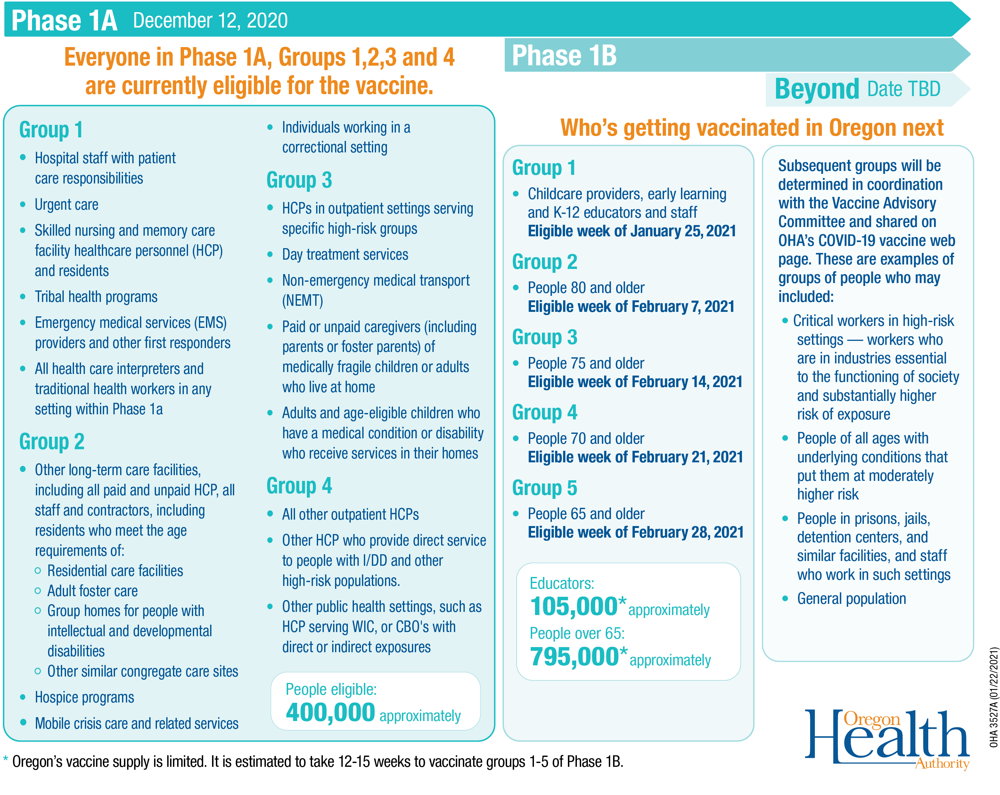 Phase 1A December 12, 2020
Everyone in Phase 1A, Groups 1,2,3 and 4
are currently eligible for the vaccine.
Group 1
• Hospital staff with patient
care responsibilities
• Urgent care
• Skilled nursing and memory care
facility healthcare personnel (HCP)
and residents
• Tribal health programs
• Emergency medical services (EMS)
providers and other first responders
• All health care interpreters and
traditional health workers in any
setting within Phase 1a
Group 2
• Other long-term care facilities,
including all paid and unpaid HCP, all
staff and contractors, including
residents who meet the age
requirements of:
○ Residential care facilities
○ Adult foster care
○ Group homes for people with
intellectual and developmental
disabilities
○ Other similar congregate care sites
• Hospice programs
• Mobile crisis care and related services
• Individuals working in a
correctional setting
Group 3
• HCPs in outpatient settings serving
specific high-risk groups
• Day treatment services
• Non-emergency medical transport
(NEMT)
• Paid or unpaid caregivers (including
parents or foster parents) of
medically fragile children or adults
who live at home
• Adults and age-eligible children who
have a medical condition or disability
who receive services in their homes
Group 4
• All other outpatient HCPs
• Other HCP who provide direct service
to people with I/DD and other
high-risk populations.
• Other public health settings, such as
HCP serving WIC, or CBO's with
direct or indirect exposures
People eligible:
400,000 approximately
Phase 1B
Beyond Date TBD
Who's getting vaccinated in Oregon next
Group 1
• Childcare providers, early learning
and K-12 educators and staff
Eligible week of January 25, 2021
Group 2
• People 80 and older
Eligible week of February 7, 2021
Group 3
• People 75 and older
Eligible week of February 14, 2021
Group 4
• People 70 and older
Eligible week of February 21, 2021
Group 5
• People 65 and older
Eligible week of February 28, 2021
Educators:
105,000* approximately
People over 65:
795,000* approximately
Subsequent groups will be
determined in coordination
with the Vaccine Advisory
Committee and shared on
OHA's COVID-19 vaccine web
page. These are examples of
groups of people who may
included:
• Critical workers in high-risk
settings — workers who
are in industries essential
to the functioning of society
and substantially higher
risk of exposure
• People of all ages with
underlying conditions that
put them at moderately
higher risk
• People in prisons, jails,
detention centers, and
similar facilities, and staff
who work in such settings
• General population
* Oregon's vaccine supply is limited. It is estimated to take 12-15 weeks to vaccinate groups 1-5 of Phase 1B.
Oregon
Health
Authority
OHA 3527A (01/22/2021)